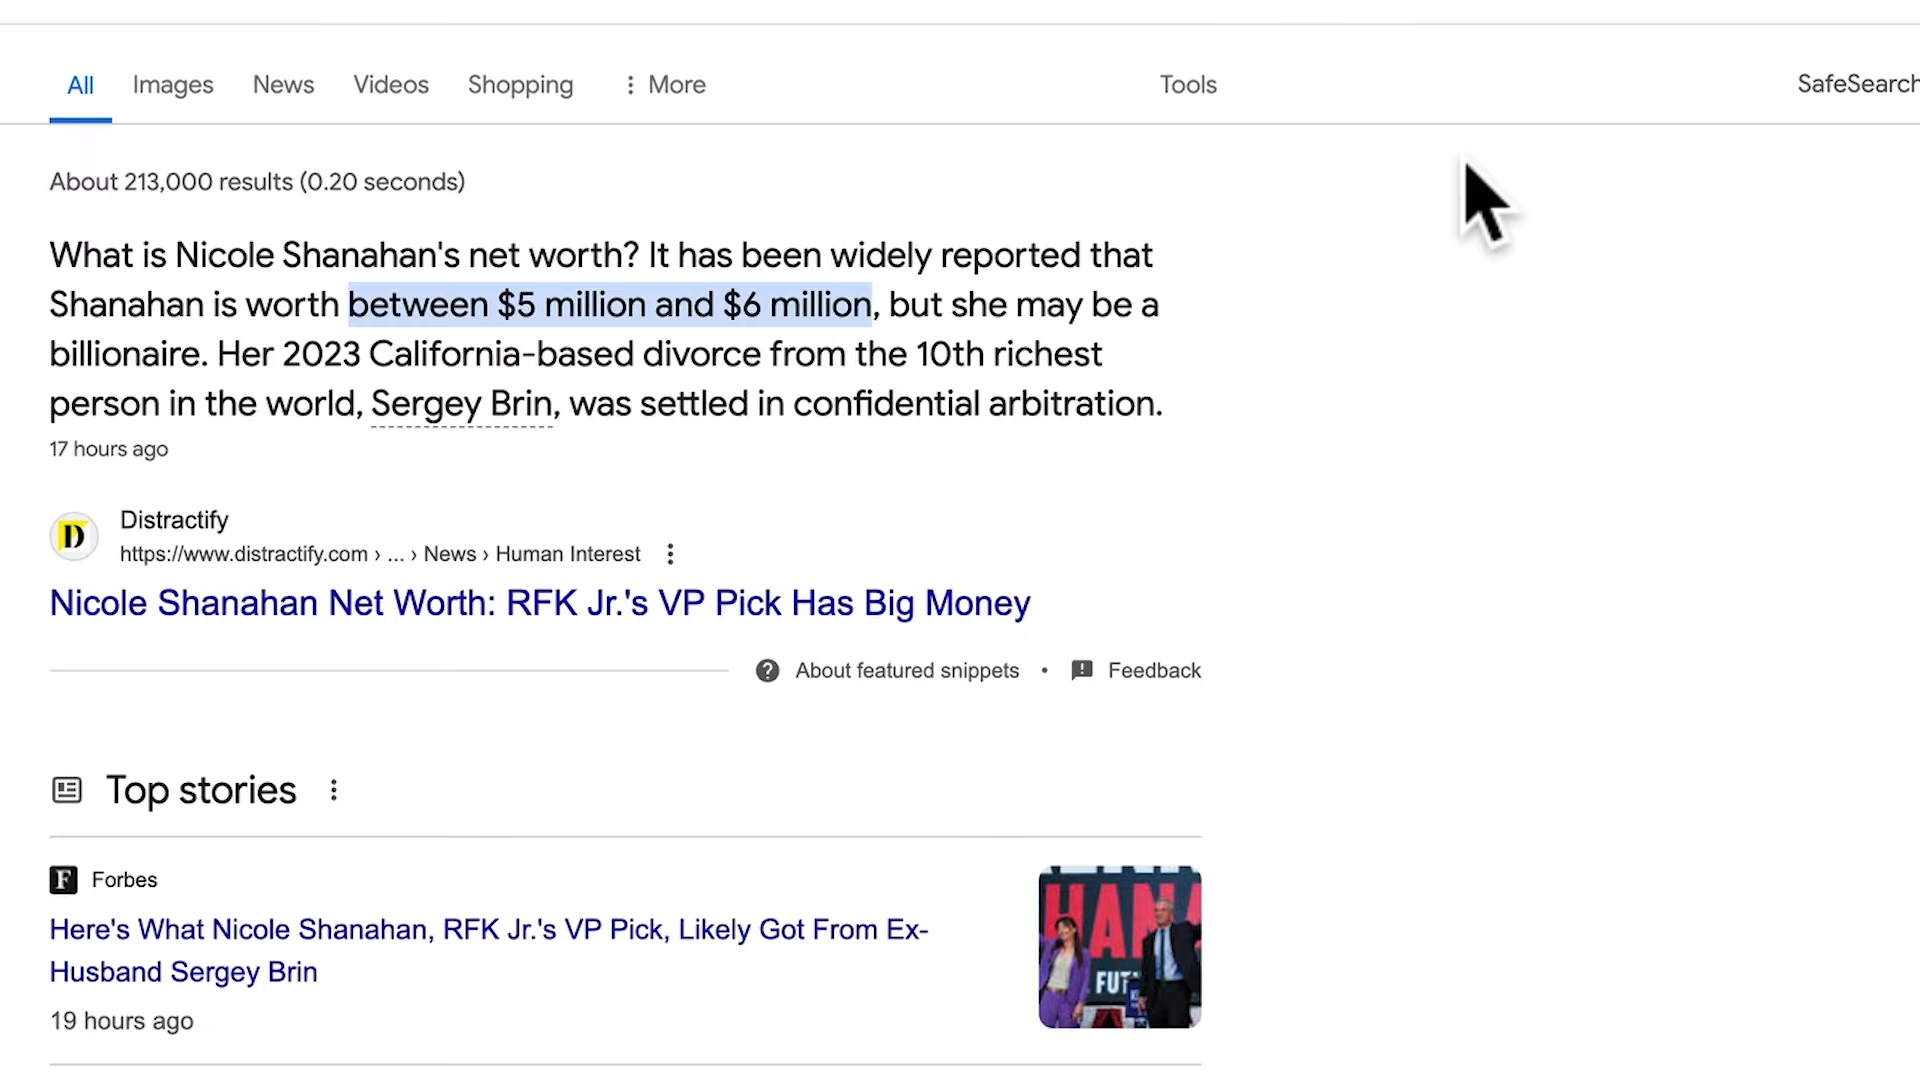 All Images News Videos Shopping More Tools SafeSearch
About 213,000 results (0.20 seconds)
What is Nicole Shanahan's net worth? It has been widely reported that
Shanahan is worth between $5 million and $6 million, but she may be a
billionaire. Her 2023 California-based divorce from the 10th richest
person in the world, Sergey Brin, was settled in confidential arbitration.
17 hours ago
D
Distractify
https://www.distractify.com › ... › News › Human Interest
Nicole Shanahan Net Worth: RFK Jr.'s VP Pick Has Big Money
About featured snippets • Feedback
Top stories
F Forbes
Here's What Nicole Shanahan, RFK Jr.'s VP Pick, Likely Got From Ex-
Husband Sergey Brin
19 hours ago
HANA
FUT